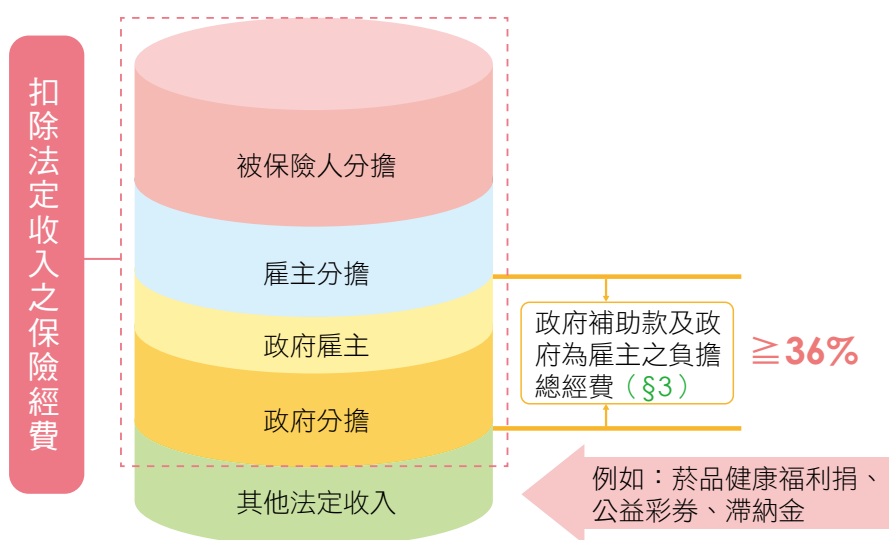 扣除法定收入之保險經費
被保險人分擔
雇主分擔
政府雇主
政府分擔
其他法定收入
政府補助款及政
府為雇主之負擔
總經費（§3）
≧36%
例如：菸品健康福利捐、
公益彩券、滯納金